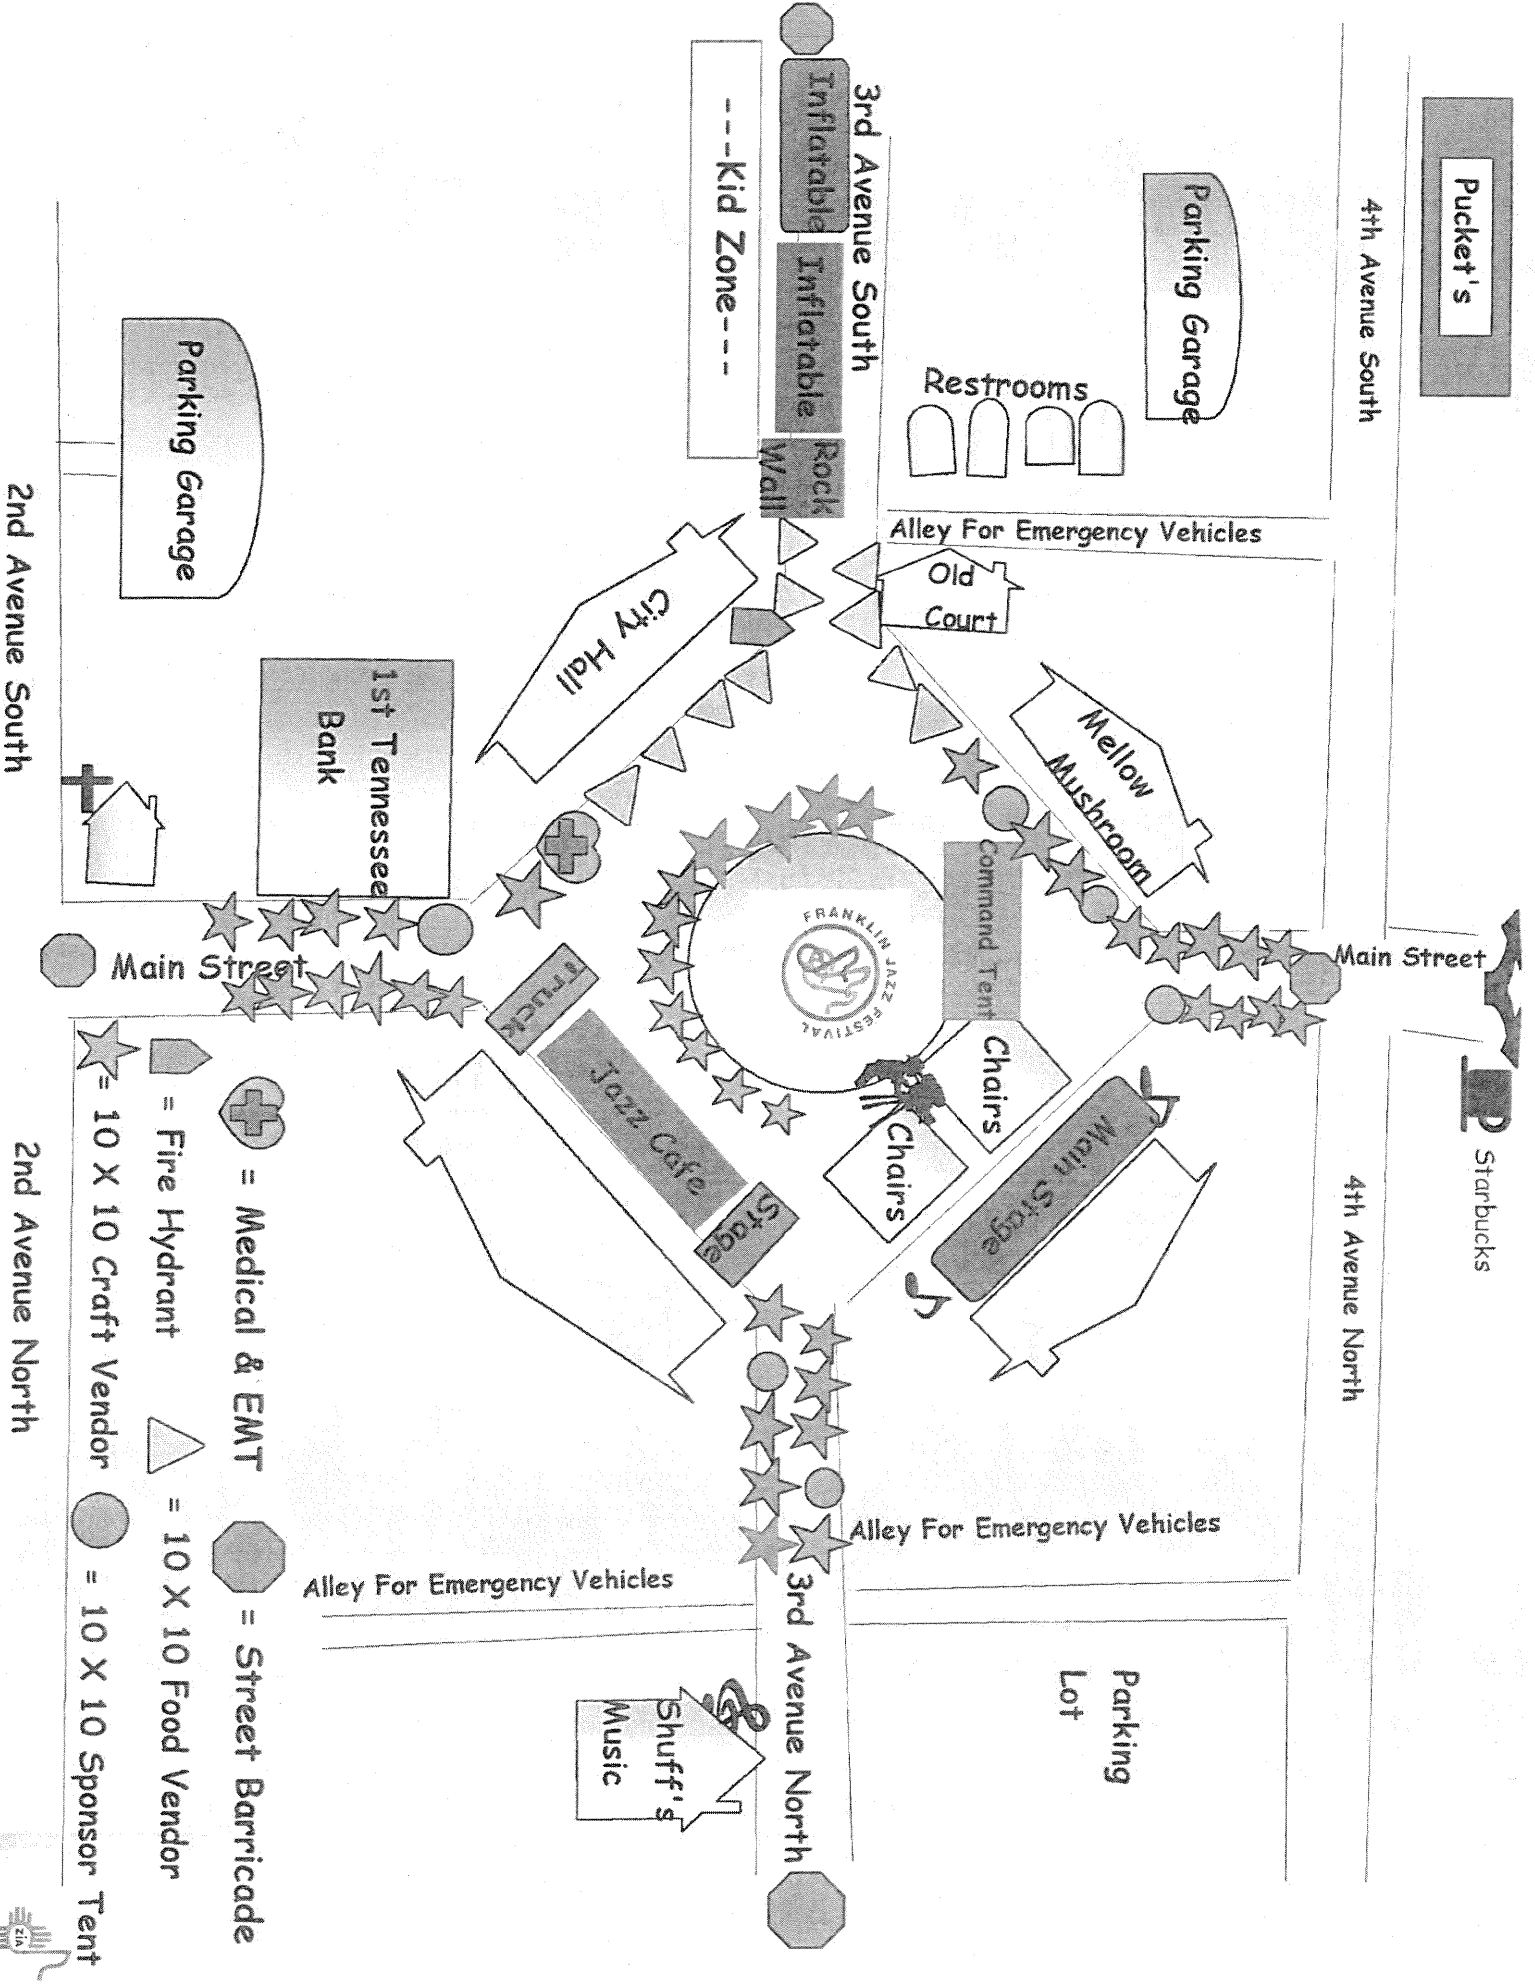 Pucket's
4th Avenue South
Main Street
Starbucks
4th Avenue North
Parking Garage
Restrooms
Alley For Emergency Vehicles
Old
Court
Mellow
Mushroom
Parking
Lot
3rd Avenue South
Inflatable
Inflatable
Rock
Wall
---Kid Zone---
Command Tent
Chairs
Chairs
Main Stage
FRANKLIN JAZZ FESTIVAL
Alley For Emergency Vehicles
3rd Avenue North
City Hall
Truck
Jazz Cafe
Stage
Shuff's
Music
Alley For Emergency Vehicles
Parking Garage
1st Tennessee
Bank
Main Street
= Medical & EMT
= Street Barricade
= Fire Hydrant
= 10 X 10 Food Vendor
= 10 X 10 Craft Vendor
= 10 X 10 Sponsor Tent
2nd Avenue South
2nd Avenue North
ZIA